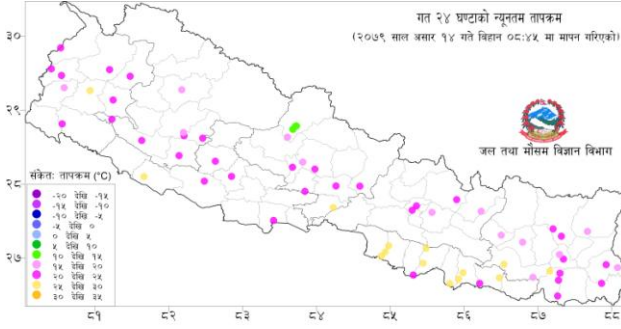 गत २४ घण्टाको न्यूनतम तापक्रम
(२०७९ साल असार १४ गते बिहान ०८:४५ मा मापन गरिएको)
जल तथा मौसम विज्ञान विभाग
संकेतः तापक्रम (°C)
-२० देखि -१५
-१५ देखि -१०
-१० देखि -५
-५ देखि ०
० देखि ५
५ देखि १०
१० देखि १५
१५ देखि २०
२० देखि २५
२५ देखि ३०
३० देखि ३५
३०
२९
२८
२७
८१ ८२ ८३ ८४ ८५ ८६ ८७ ८८